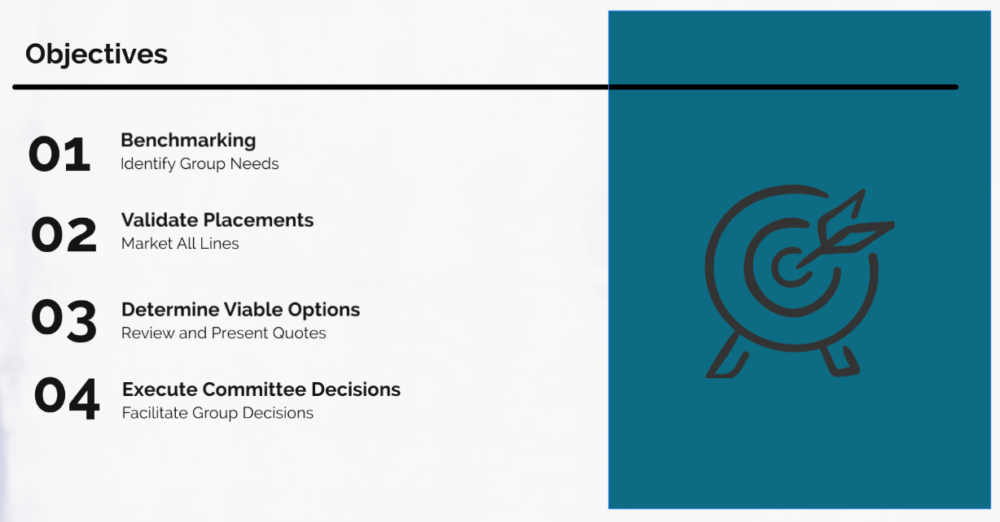 Objectives
01
Benchmarking
Identify Group Needs
02
Validate Placements
Market All Lines
03
Determine Viable Options
Review and Present Quotes
04
Execute Committee Decisions
Facilitate Group Decisions